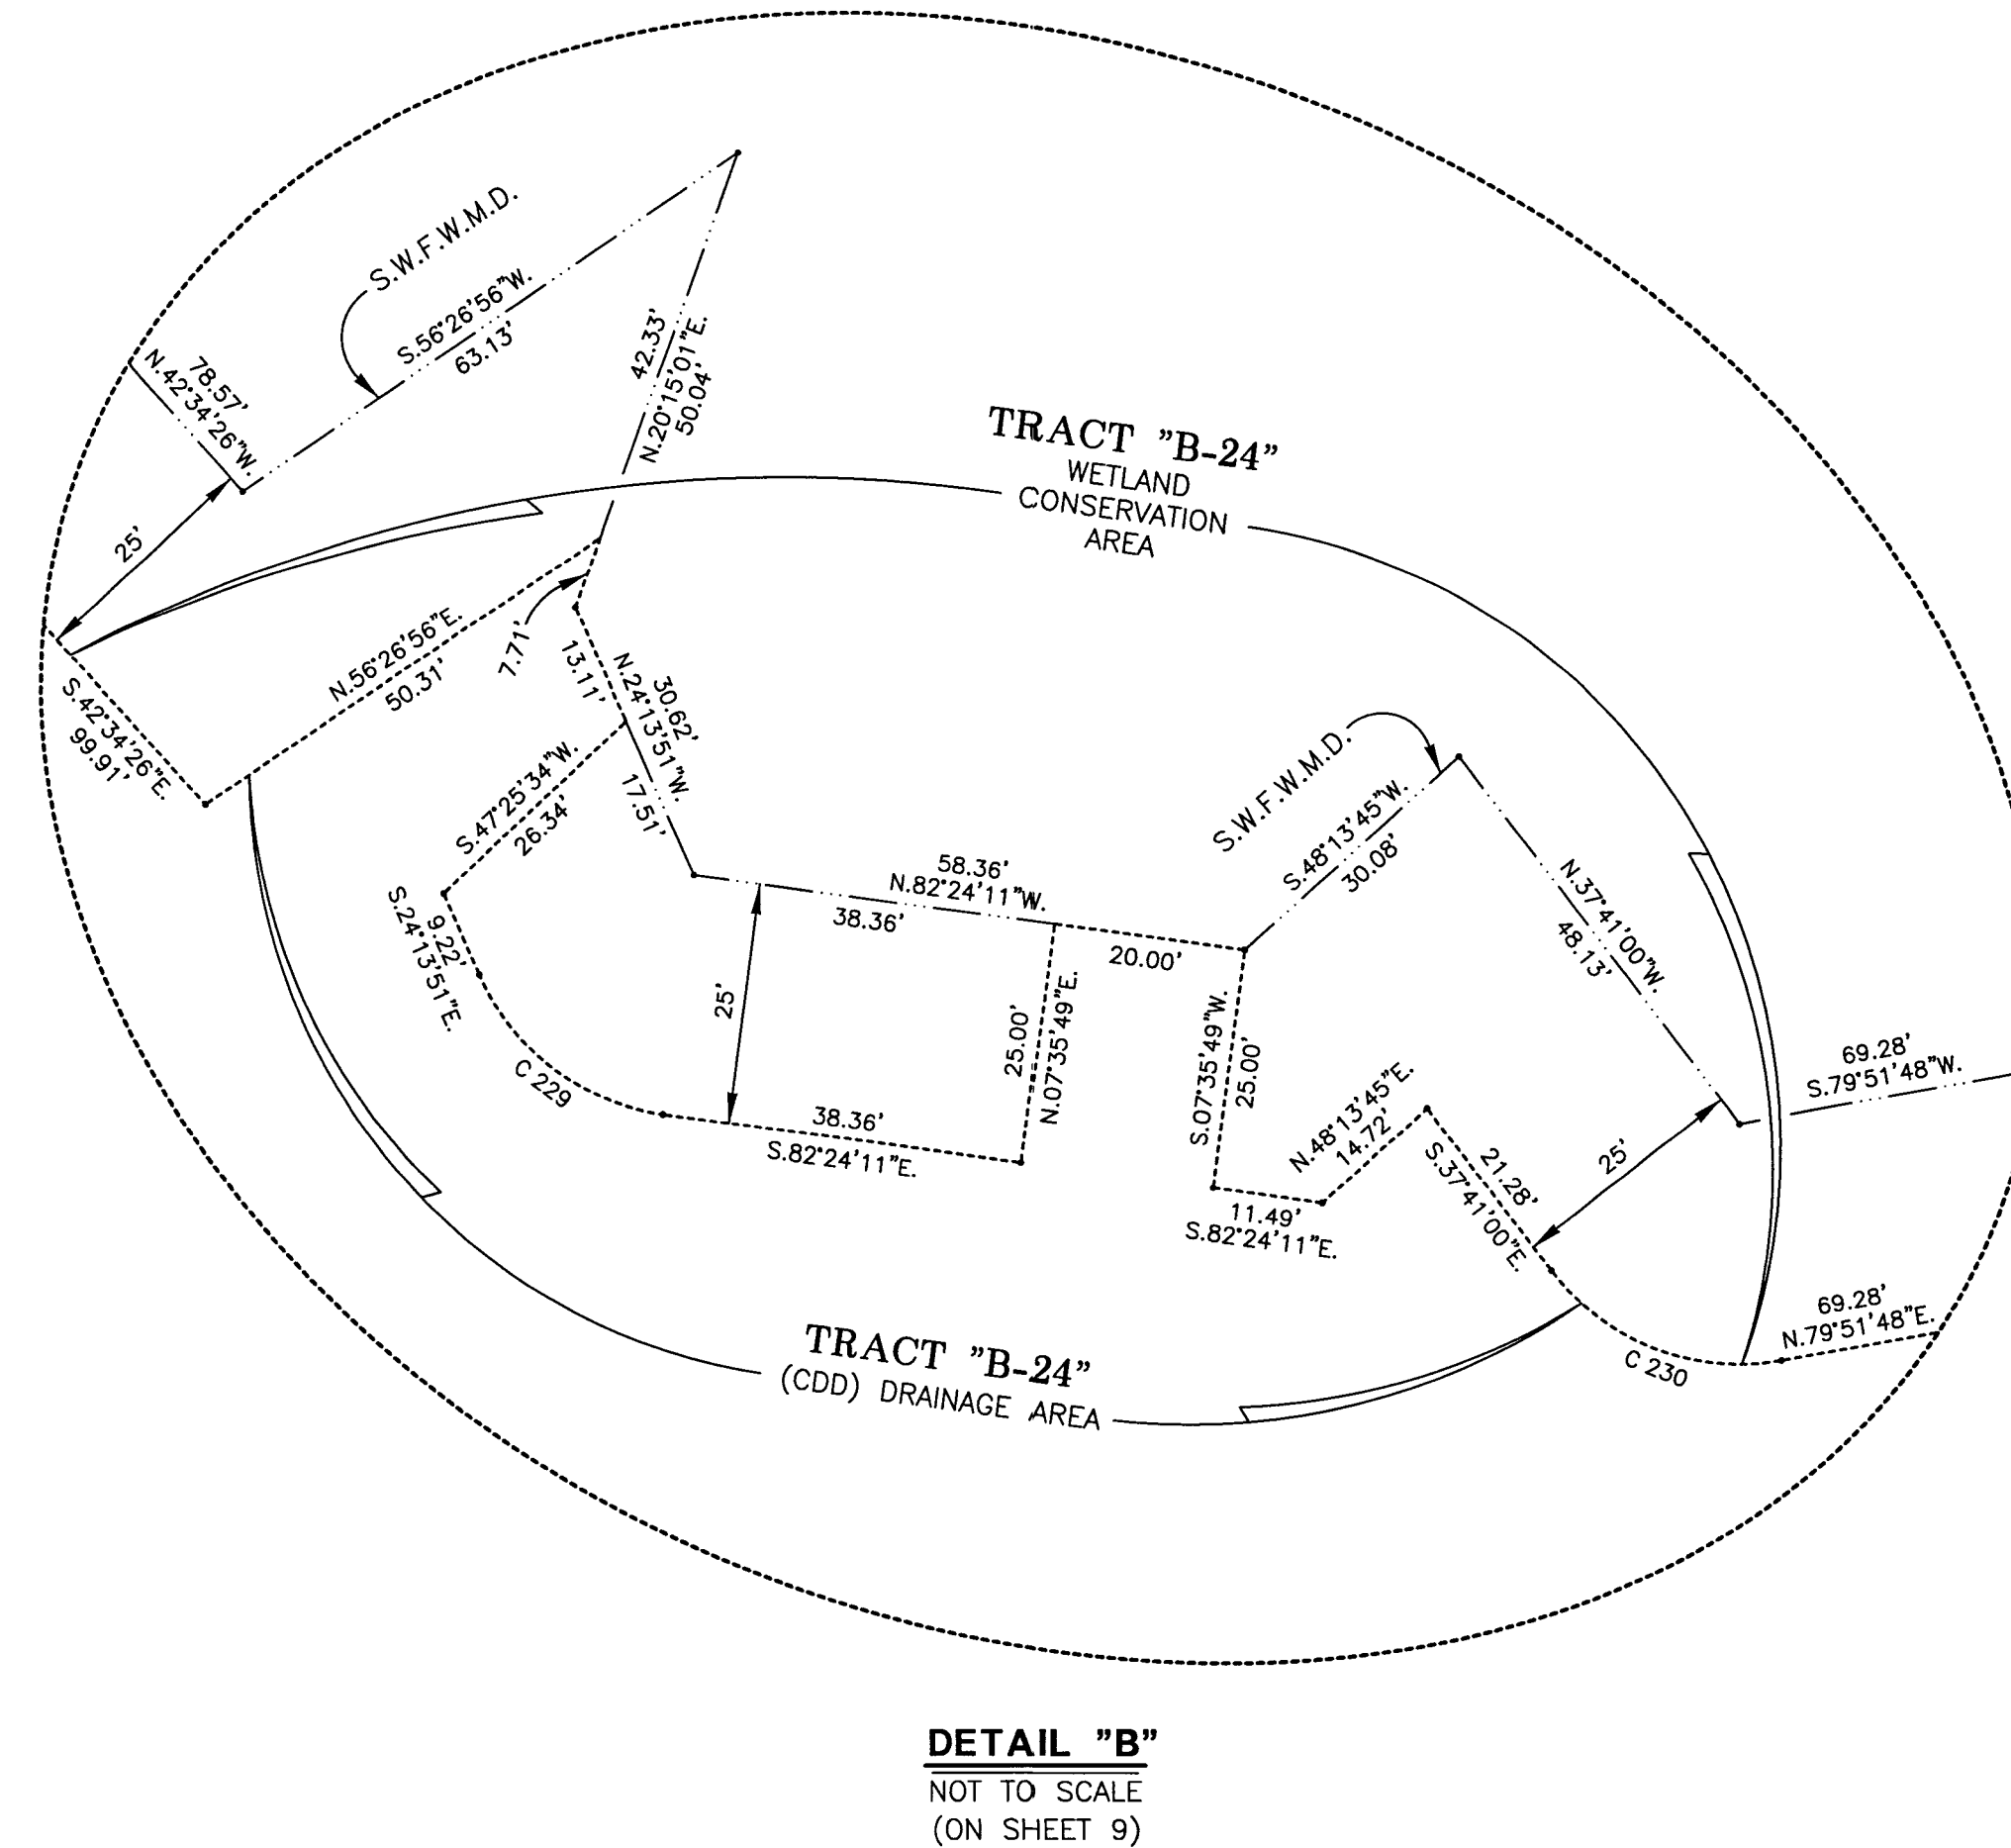 S.W.F.W.M.D.
S.56°26'56"W.
63.13'
78.57'
N.42°34'26"W.
25'
42.33'
N.20°15'01"E.
50.04'
TRACT "B-24"
WETLAND
CONSERVATION
AREA
N.56°26'56"E.
50.31'
7.71'
S.42°34'26"E.
99.91'
30.62'
N.24°13'51"W.
13.11'
17.51'
S.47°25'34"W.
26.34'
9.22'
S.24°13'51"E.
C 229
58.36'
N.82°24'11"W.
38.36'
20.00'
25'
38.36'
S.82°24'11"E.
25.00'
N.07°35'49"E.
S.W.F.W.M.D.
S.48°13'45"W.
30.08'
N.37°41'00"W.
48.13'
69.28'
S.79°51'48"W.
S.07°35'49"W.
25.00'
N.48°13'45"E.
14.72'
11.49'
S.82°24'11"E.
21.28'
S.37°41'00"E.
25'
69.28'
N.79°51'48"E.
C 230
TRACT "B-24"
(CDD) DRAINAGE AREA
DETAIL "B"
NOT TO SCALE
(ON SHEET 9)